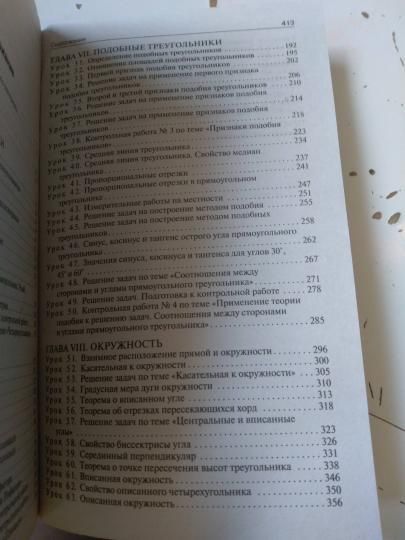 Содержание 413
ГЛАВА VII. ПОДОБНЫЕ ТРЕУГОЛЬНИКИ
Урок 31. Определение подобных треугольников 192
Урок 32. Отношение площадей подобных треугольников 195
Урок 33. Первый признак подобия треугольников 202
Урок 34. Решение задач на применение первого признака
подобия треугольников 206
Урок 35. Второй и третий признаки подобия треугольников 210
Урок 36. Решение задач на применение признаков подобия
треугольников 214
Урок 37. Решение задач на применение признаков подобия
треугольников 218
Урок 38. Контрольная работа № 3 по теме «Признаки подобия
треугольников» 223
Урок 39. Средняя линия треугольника 234
Урок 40. Средняя линия треугольника. Свойство медиан
треугольника 237
Урок 41. Пропорциональные отрезки 241
Урок 42. Пропорциональные отрезки в прямоугольном
треугольнике 247
Урок 43. Измерительные работы на местности 251
Урок 44. Решение задач на построение методом подобия 255
Урок 45. Решение задач на построение методом подобных
треугольников 258
Урок 46. Синус, косинус и тангенс острого угла прямоугольного
треугольника 262
Урок 47. Значения синуса, косинуса и тангенса для углов 30°,
45° и 60° 267
Урок 48. Решение задач по теме «Соотношения между
сторонами и углами прямоугольного треугольника» 271
Урок 49. Решение задач. Подготовка к контрольной работе 278
Урок 50. Контрольная работа № 4 по теме «Применение теории
подобия к решению задач. Соотношения между сторонами
и углами прямоугольного треугольника» 285
ГЛАВА VIII. ОКРУЖНОСТЬ
Урок 51. Взаимное расположение прямой и окружности 296
Урок 52. Касательная к окружности 300
Урок 53. Решение задач по теме «Касательная к окружности» 305
Урок 54. Градусная мера дуги окружности 310
Урок 55. Теорема о вписанном угле 313
Урок 56. Теорема об отрезках пересекающихся хорд 318
Урок 57. Решение задач по теме «Центральные и вписанные
углы» 323
Урок 58. Свойство биссектрисы угла 326
Урок 59. Серединный перпендикуляр 331
Урок 60. Теорема о точке пересечения высот треугольника 338
Урок 61. Вписанная окружность 346
Урок 62. Свойство описанного четырехугольника 350
Урок 63. Описанная окружность 356